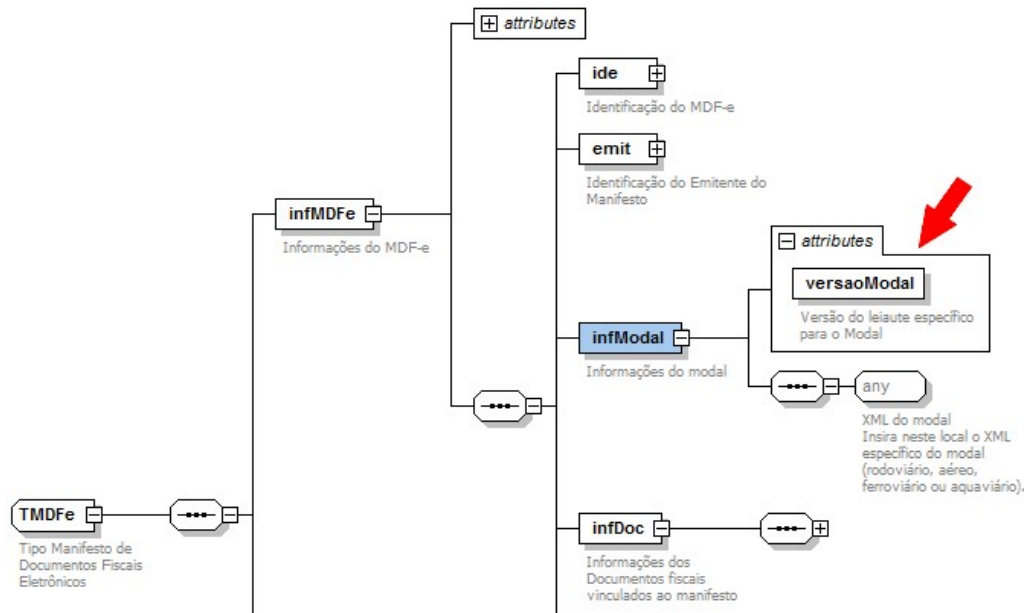 attributes
ide
Identificação do MDF-e
emit
Identificação do Emitente do
Manifesto
infMDFe
Informações do MDF-e
attributes
versaoModal
Versão do leiaute específico
para o Modal
infModal
Informações do modal
any
XML do modal
Insira neste local o XML
específico do modal
(rodoviário, aéreo,
ferroviário ou aquaviário).
TMDFe
Tipo Manifesto de
Documentos Fiscais
Eletrônicos
infDoc
Informações dos
Documentos fiscais
vinculados ao manifesto